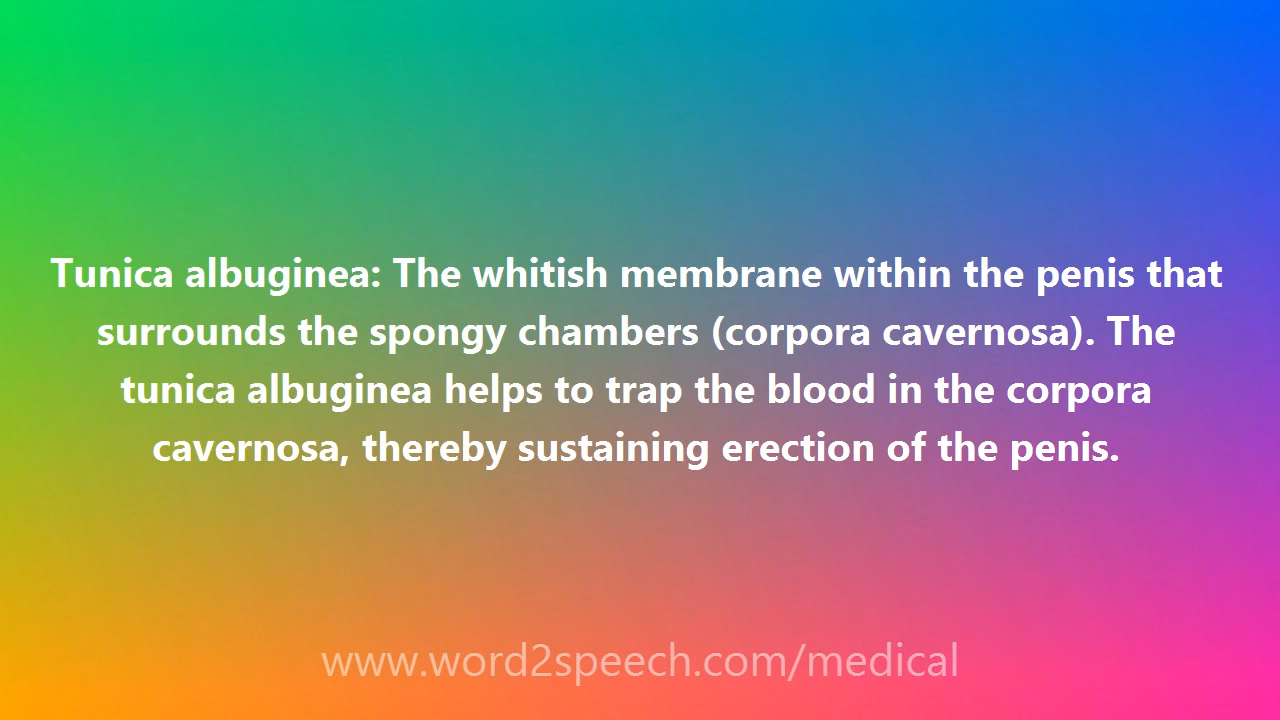 Tunica albuginea: The whitish membrane within the penis that
surrounds the spongy chambers (corpora cavernosa). The
tunica albuginea helps to trap the blood in the corpora
cavernosa, thereby sustaining erection of the penis.
www.word2speech.com/medical